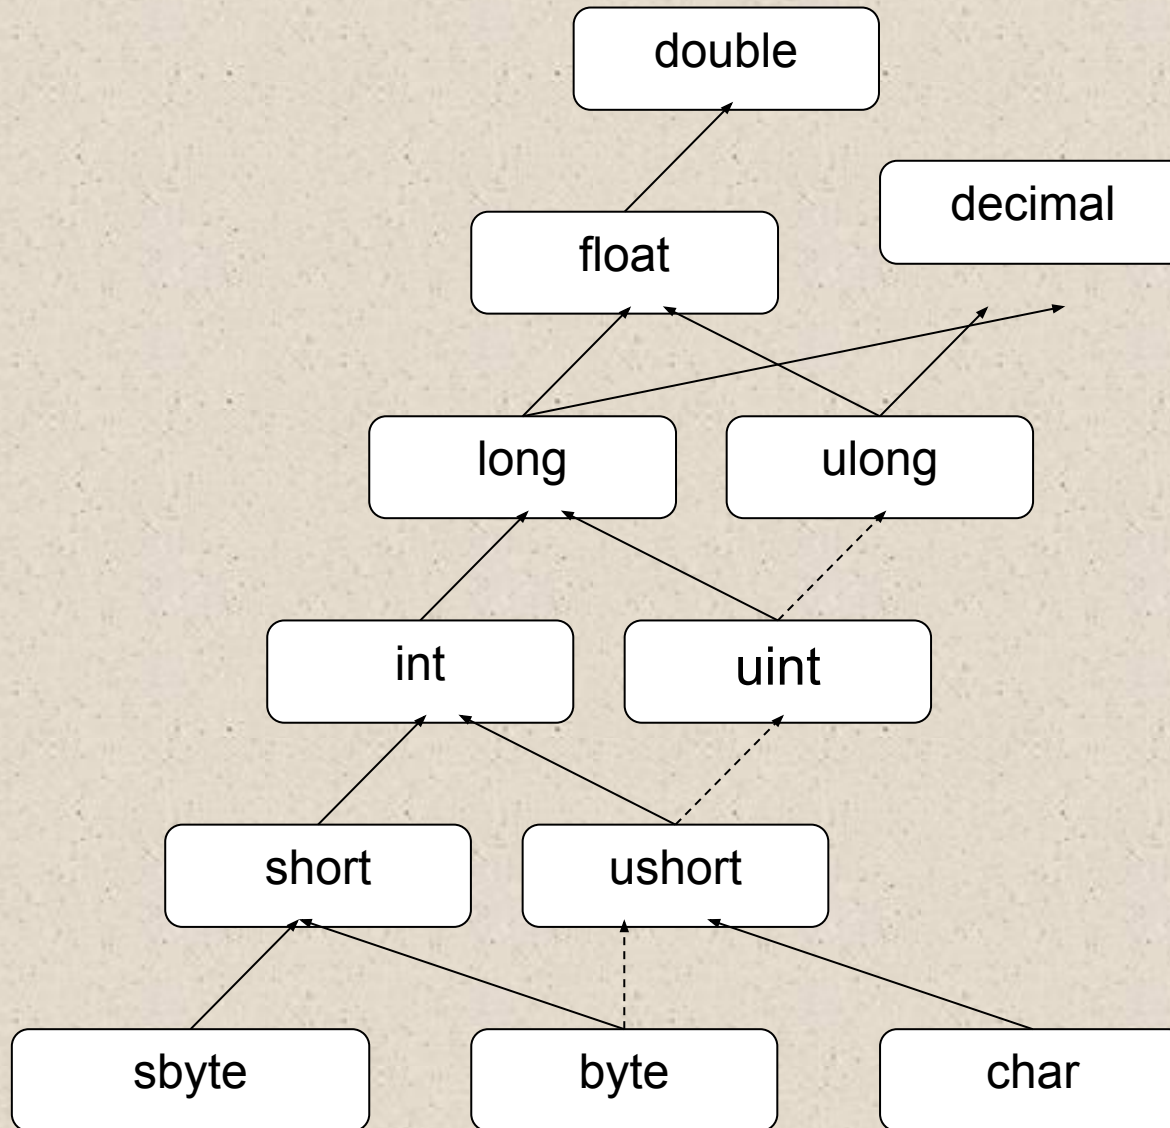 double
decimal
float
long
ulong
int
uint
short
ushort
sbyte
byte
char